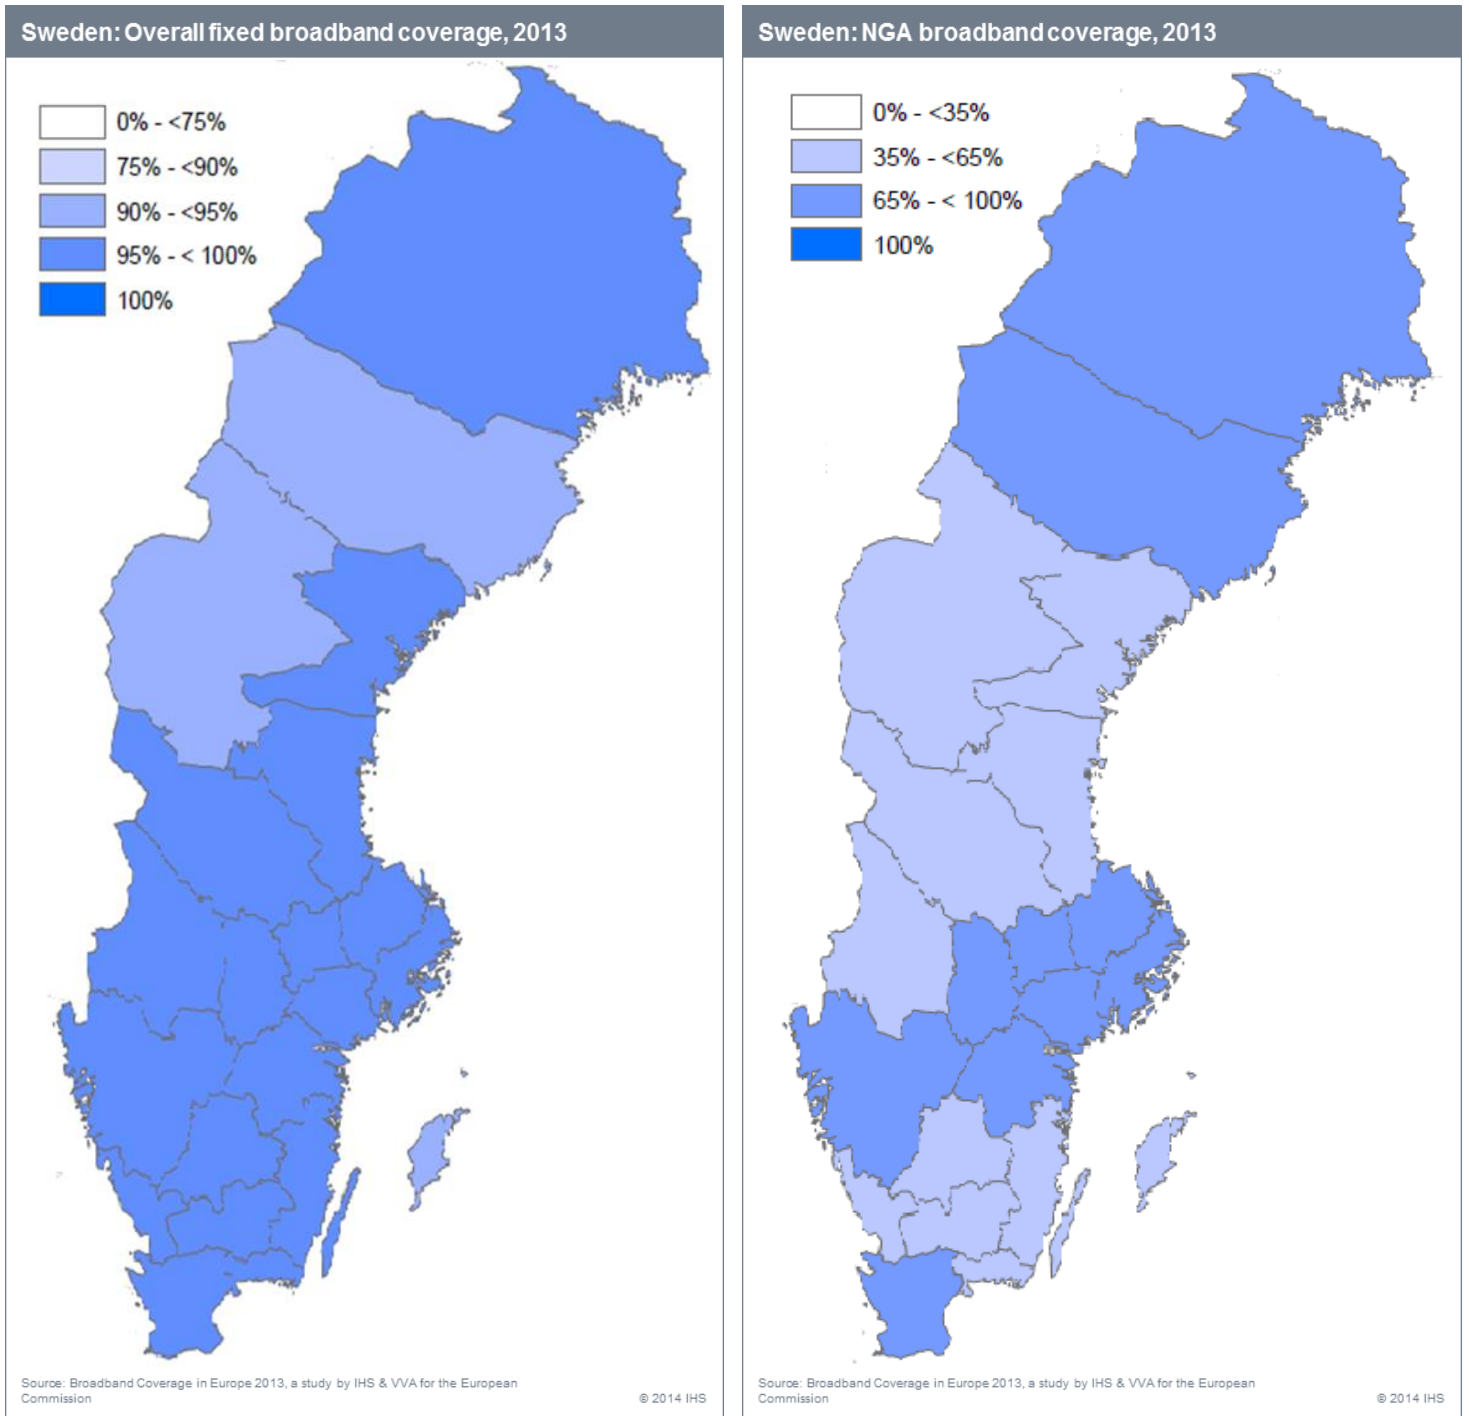 Sweden: Overall fixed broadband coverage, 2013
0% - <75%
75% - <90%
90% - <95%
95% - < 100%
100%
Source: Broadband Coverage in Europe 2013, a study by IHS & VVA for the European
Commission
© 2014 IHS
Sweden: NGA broadband coverage, 2013
0% - <35%
35% - <65%
65% - < 100%
100%
Source: Broadband Coverage in Europe 2013, a study by IHS & VVA for the European
Commission
© 2014 IHS